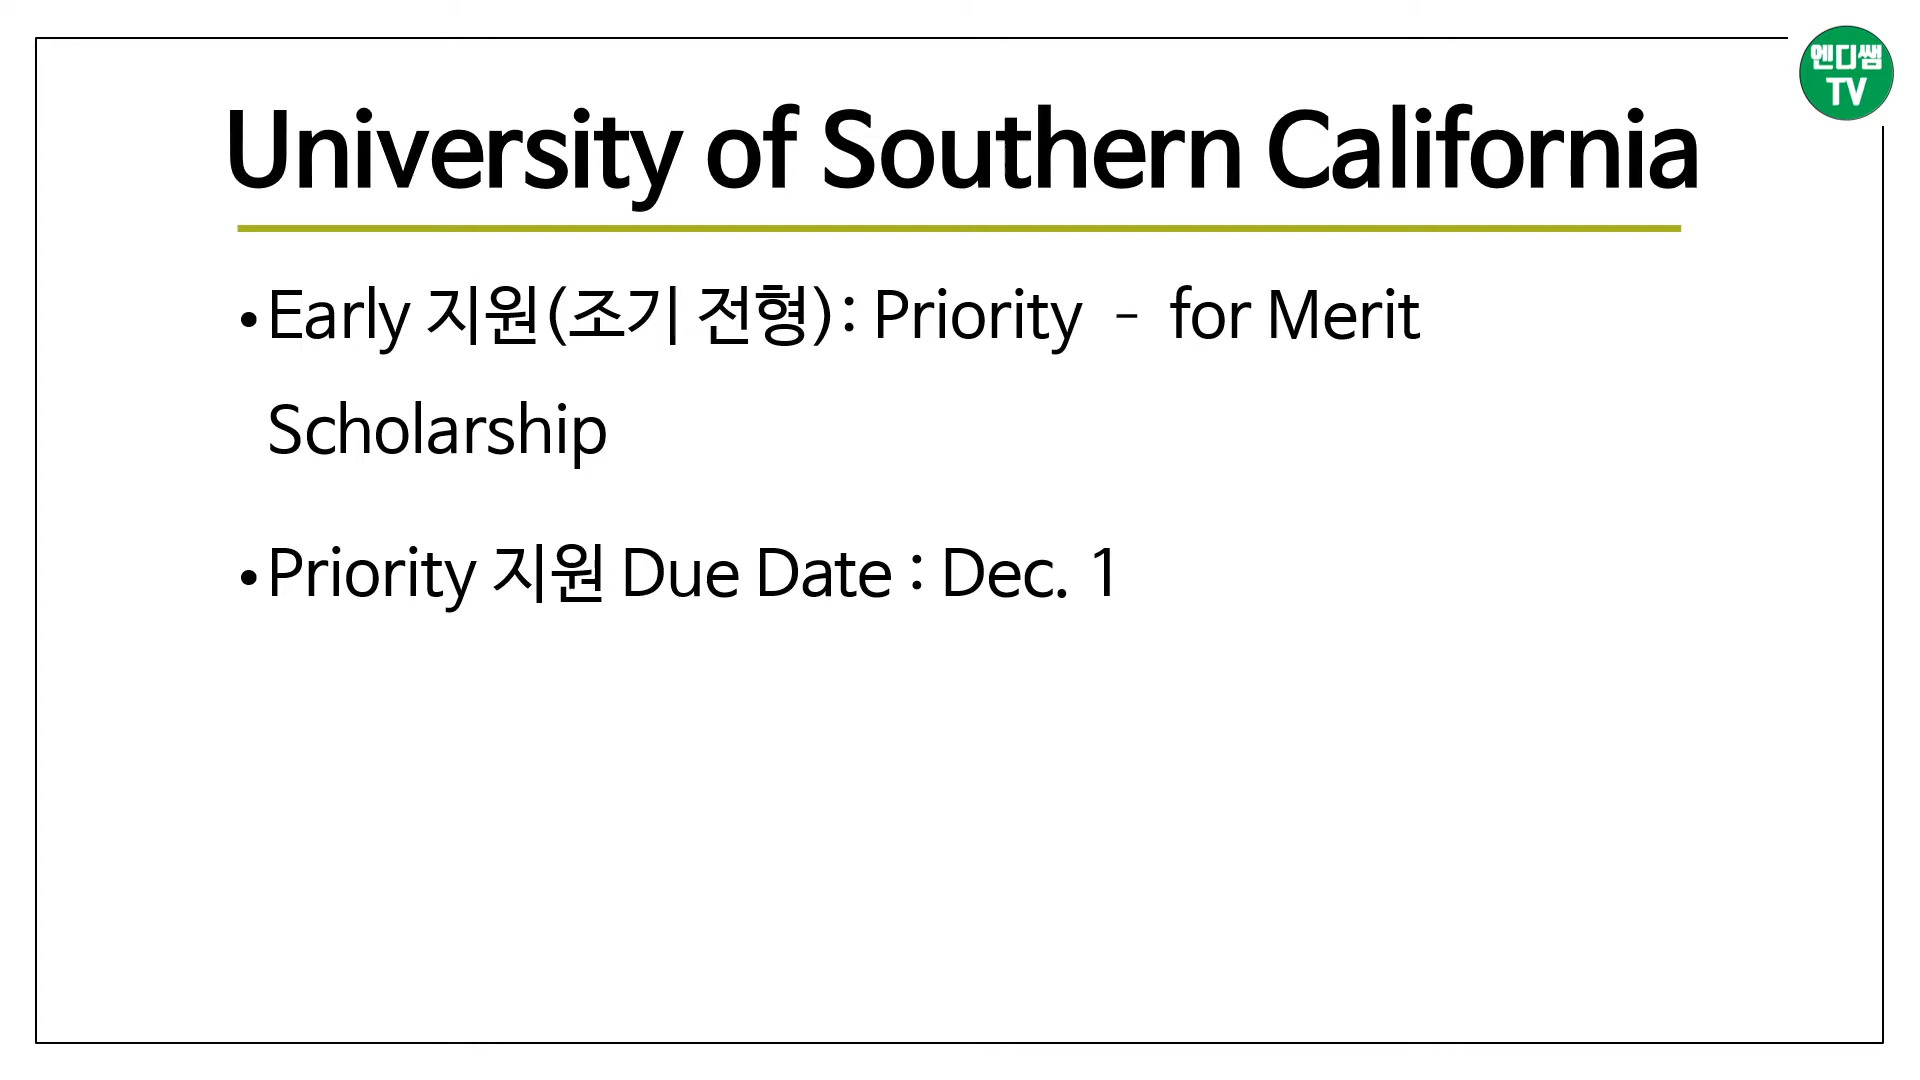 엔디쌤
TV
University of Southern California
•Early 지원(조기 전형): Priority – for Merit
Scholarship
•Priority 지원 Due Date : Dec. 1